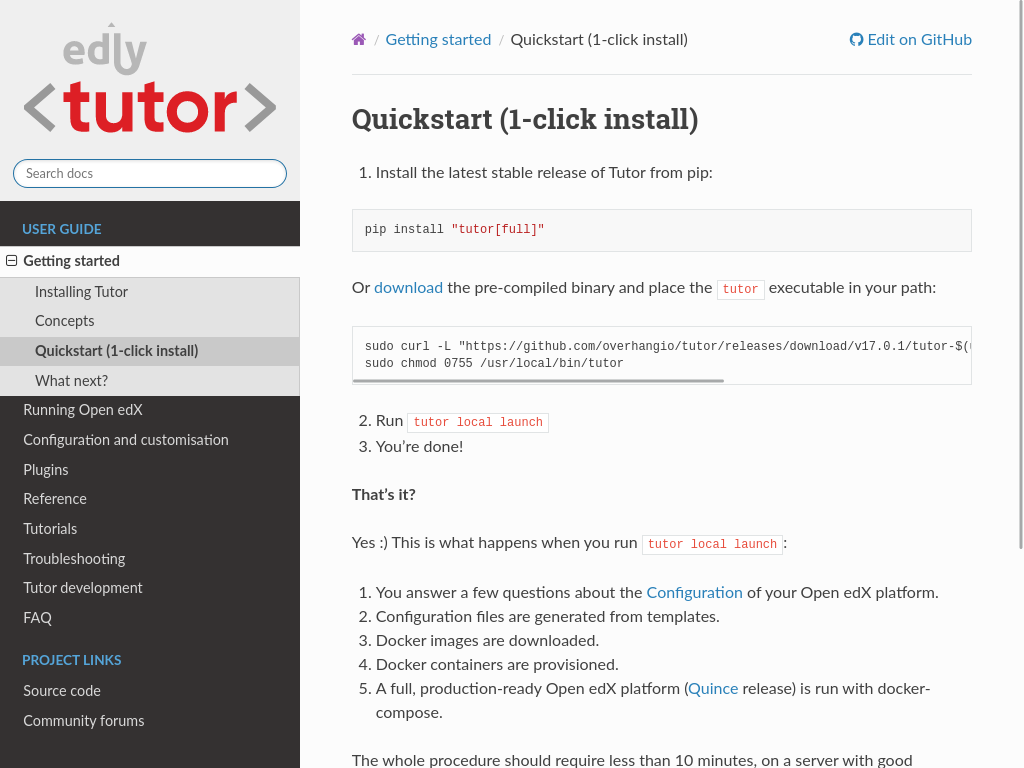 edly
<tutor>
Search docs
USER GUIDE
Getting started
Installing Tutor
Concepts
Quickstart (1-click install)
What next?
Running Open edX
Configuration and customisation
Plugins
Reference
Tutorials
Troubleshooting
Tutor development
FAQ
PROJECT LINKS
Source code
Community forums
/ Getting started / Quickstart (1-click install)
Edit on GitHub
Quickstart (1-click install)
1. Install the latest stable release of Tutor from pip:
pip install "tutor[full]"
Or download the pre-compiled binary and place the tutor executable in your path:
sudo curl -L "https://github.com/overhangio/tutor/releases/download/v17.0.1/tutor-$(
sudo chmod 0755 /usr/local/bin/tutor
2. Run tutor local launch
3. You’re done!
That’s it?
Yes :) This is what happens when you run tutor local launch:
1. You answer a few questions about the Configuration of your Open edX platform.
2. Configuration files are generated from templates.
3. Docker images are downloaded.
4. Docker containers are provisioned.
5. A full, production-ready Open edX platform (Quince release) is run with docker-
compose.
The whole procedure should require less than 10 minutes, on a server with good